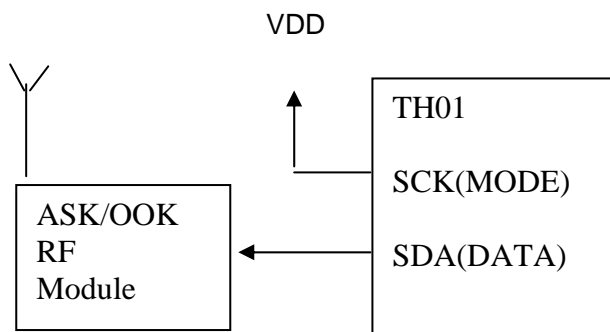 VDD
TH01
SCK(MODE)
ASK/OOK
RF
Module
SDA(DATA)